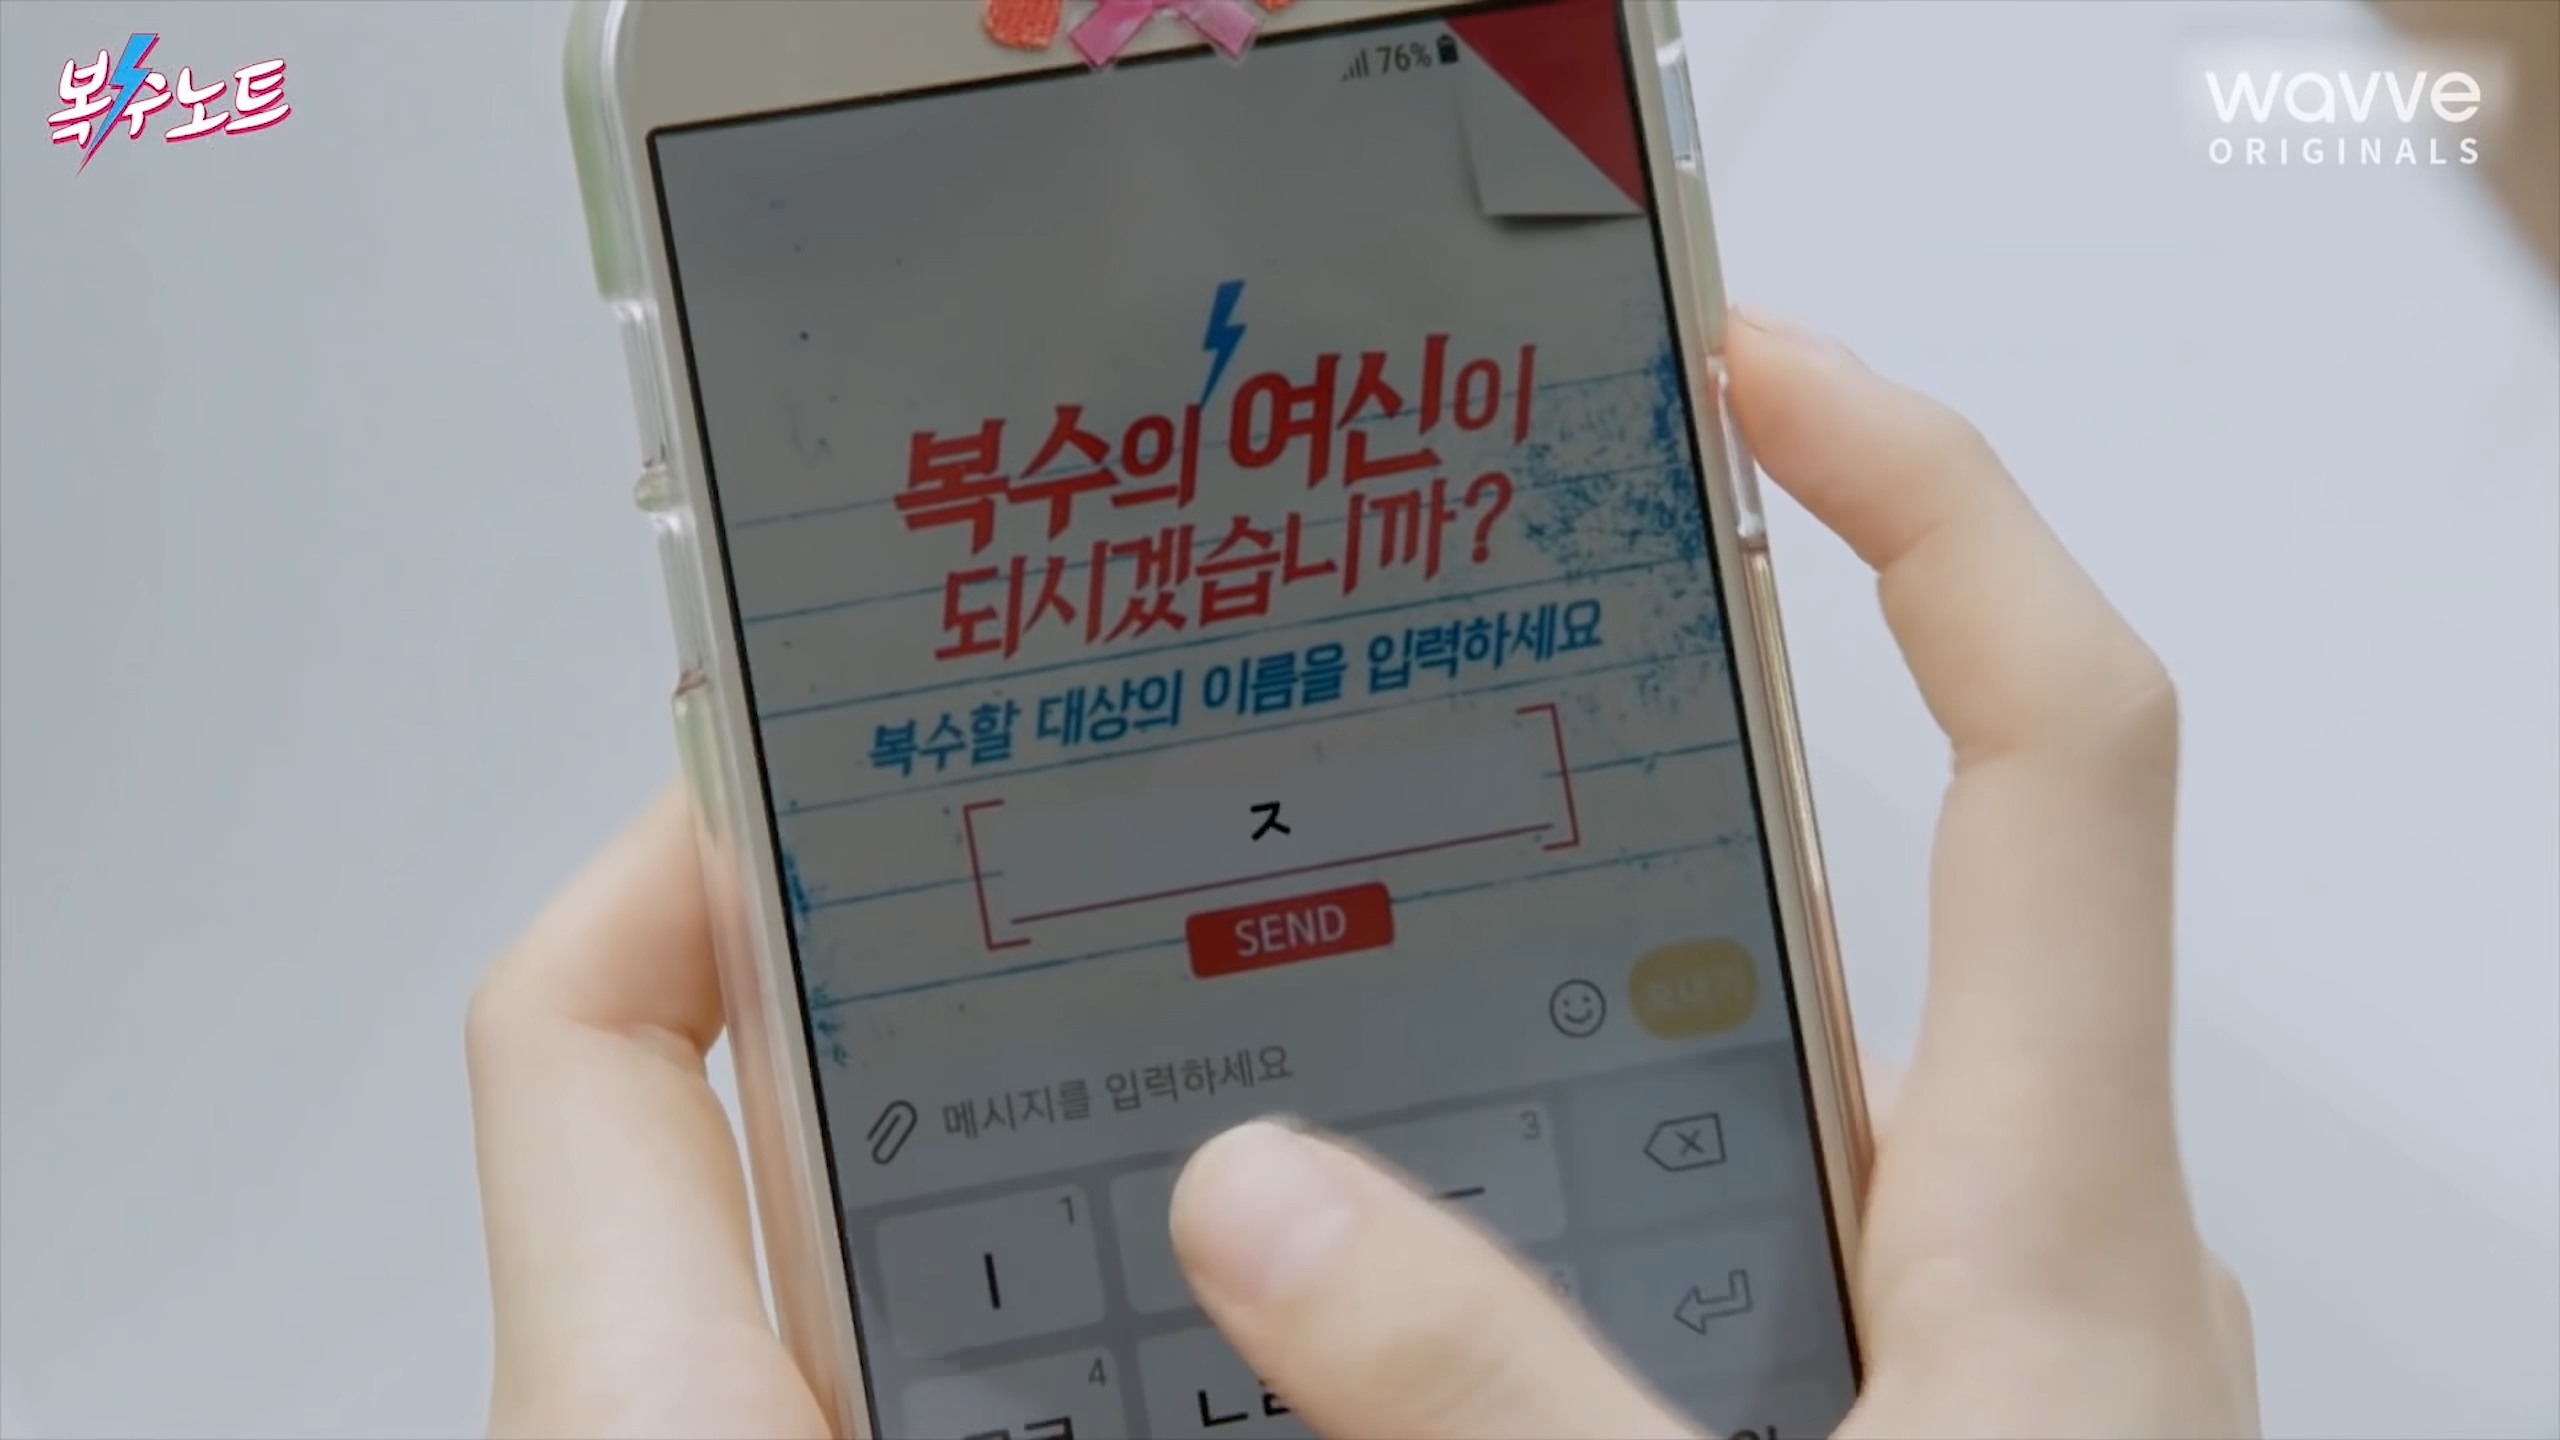 복수노트
wavve
ORIGINALS
76%
복수의 여신이
되시겠습니까?
복수할 대상의 이름을 입력하세요
ㅈ
SEND
메시지를 입력하세요
1
3
ㅣ
ㅡ
4